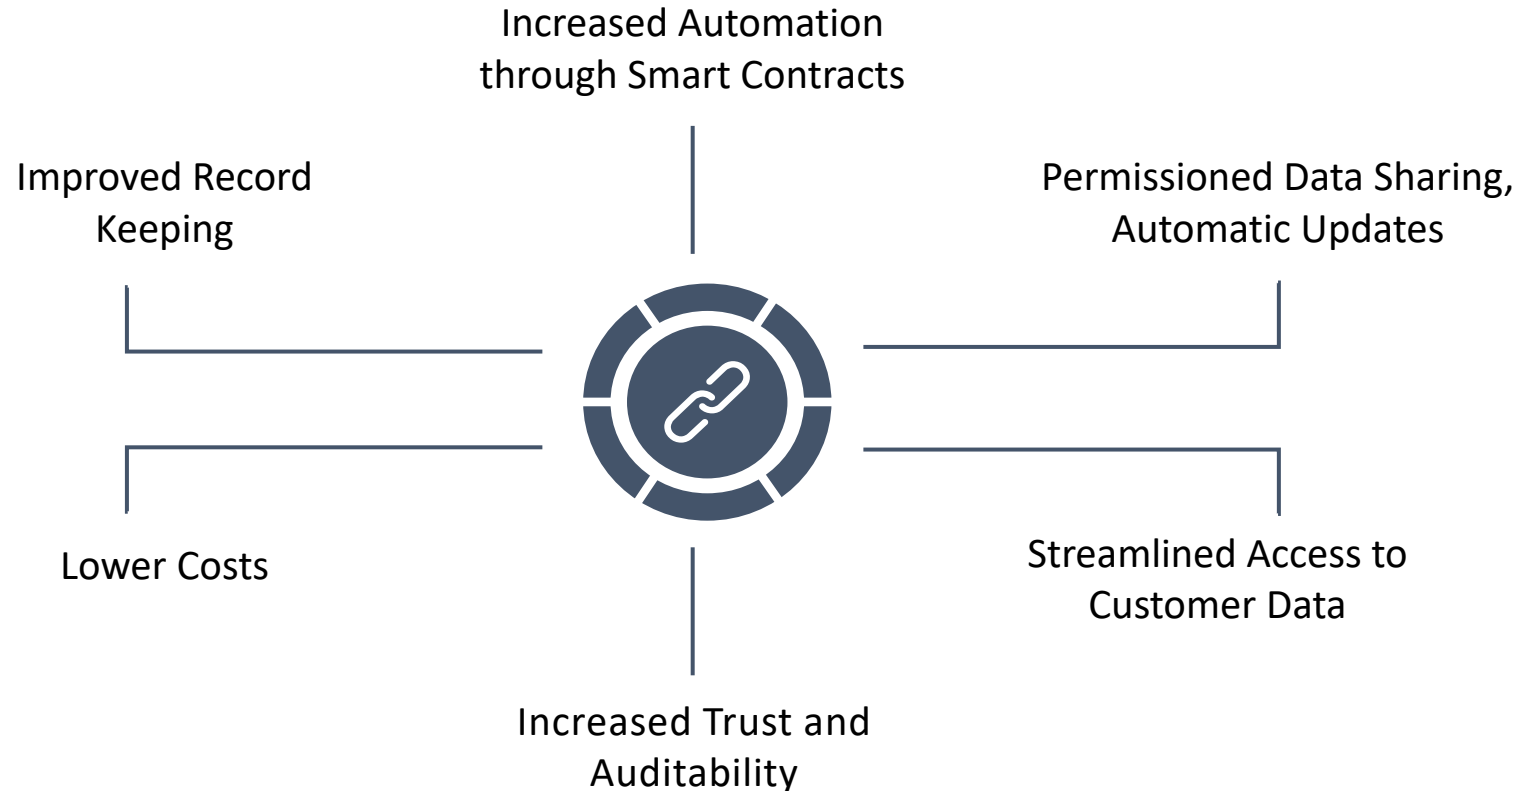 Increased Automation
through Smart Contracts
Improved Record
Keeping
Permissioned Data Sharing,
Automatic Updates
Lower Costs
Streamlined Access to
Customer Data
Increased Trust and
Auditability